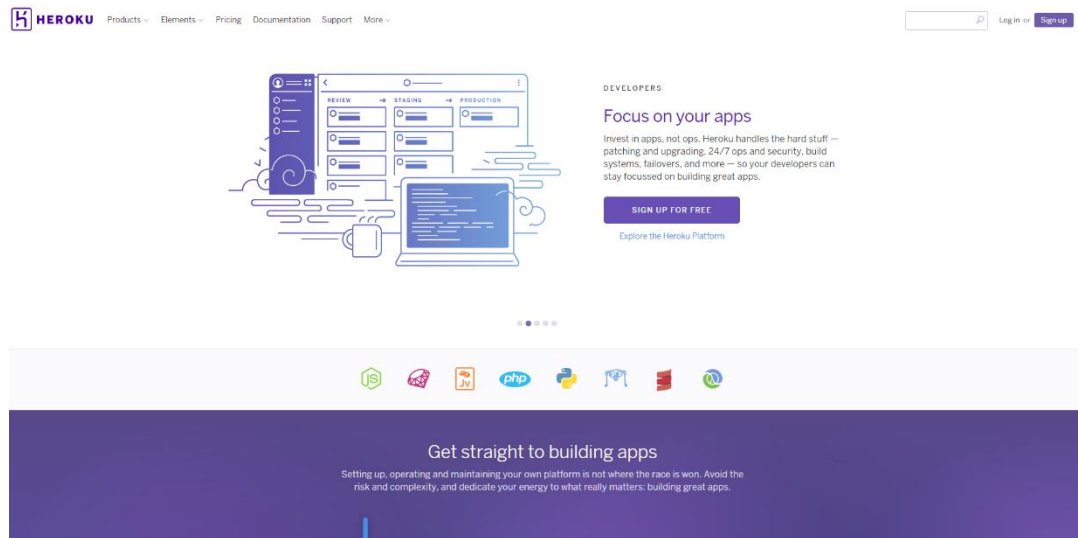 HEROKU Products Elements Pricing Documentation Support More Log in or Sign up
REVIEW STAGING PRODUCTION
DEVELOPERS
Focus on your apps
Invest in apps, not ops. Heroku handles the hard stuff —
patching and upgrading, 24/7 ops and security, build
systems, failovers, and more — so your developers can
stay focussed on building great apps.
SIGN UP FOR FREE
Explore the Heroku Platform
JS Jv php
Get straight to building apps
Setting up, operating and maintaining your own platform is not where the race is won. Avoid the
risk and complexity, and dedicate your energy to what really matters: building great apps.